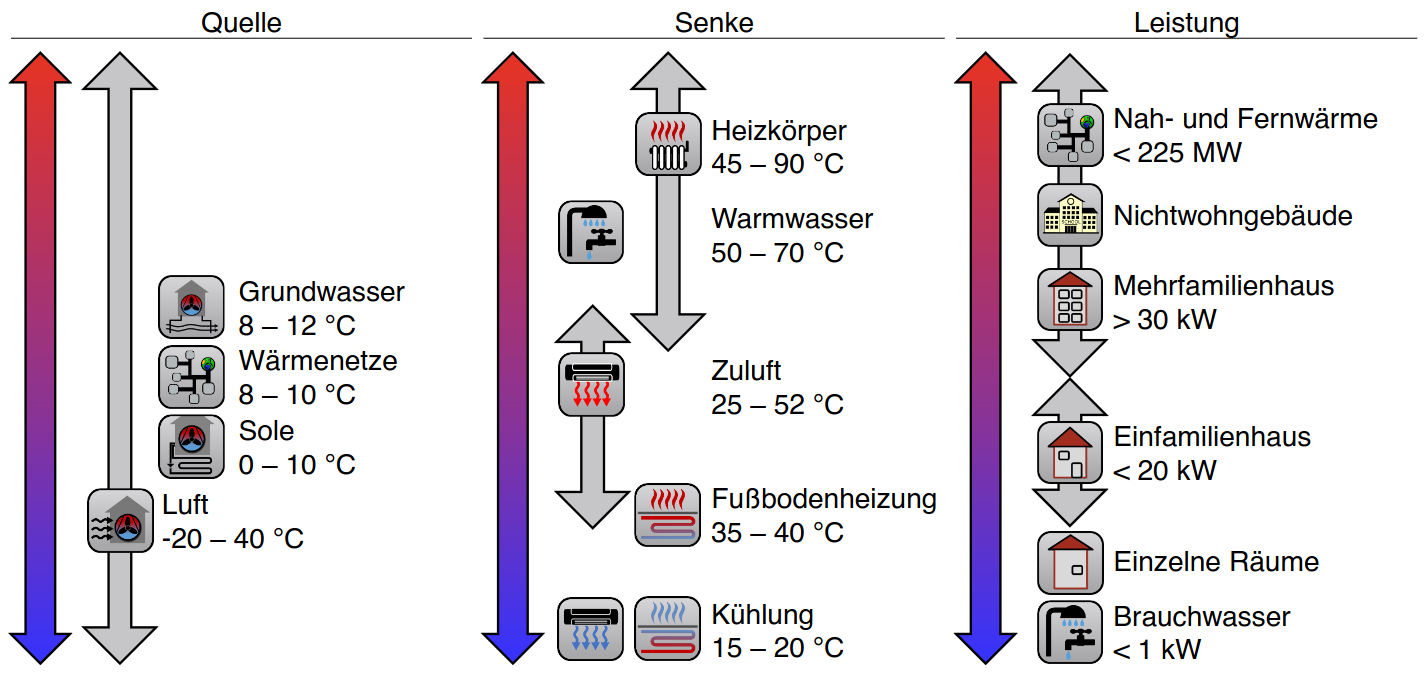 Quelle
Grundwasser
8 – 12 °C
Wärmenetze
8 – 10 °C
Sole
0 – 10 °C
Luft
-20 – 40 °C
Senke
Heizkörper
45 – 90 °C
Warmwasser
50 – 70 °C
Zuluft
25 – 52 °C
Fußbodenheizung
35 – 40 °C
Kühlung
15 – 20 °C
Leistung
Nah- und Fernwärme
< 225 MW
SCHOOL
Nichtwohngebäude
Mehrfamilienhaus
> 30 kW
Einfamilienhaus
< 20 kW
Einzelne Räume
Brauchwasser
< 1 kW